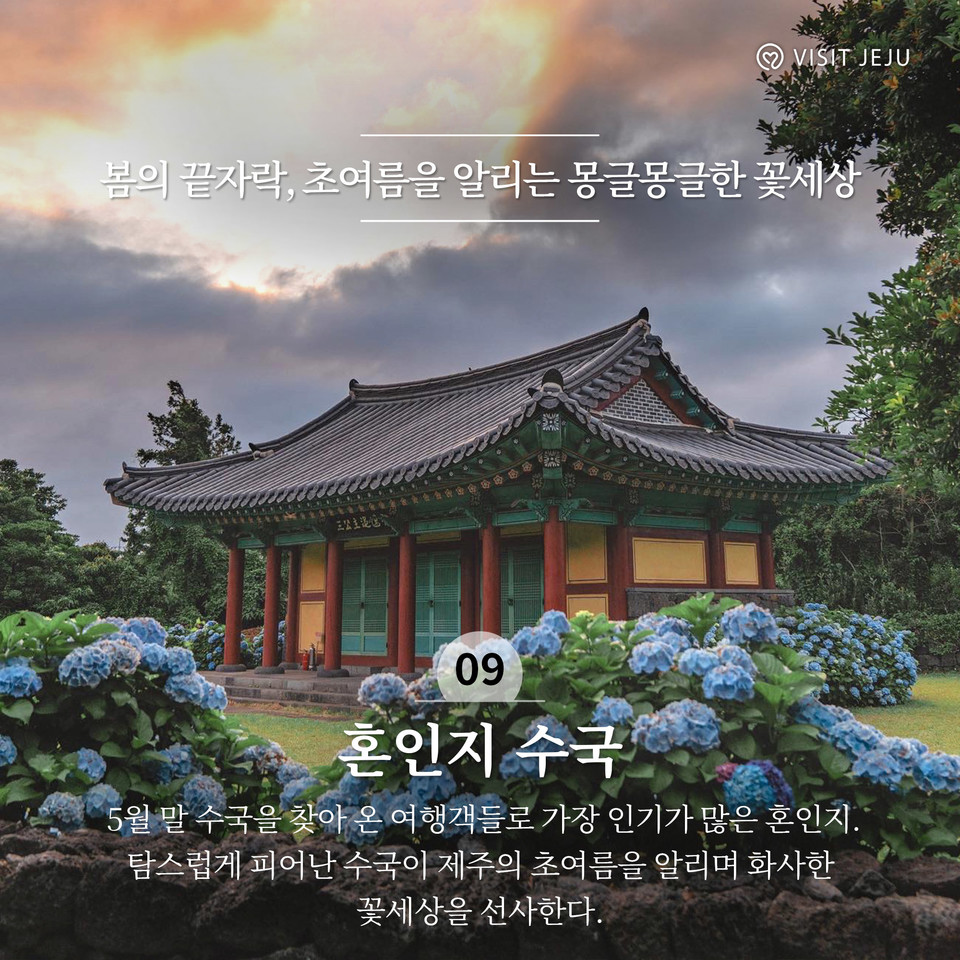 VISIT JEJU
봄의 끝자락, 초여름을 알리는 몽글몽글한 꽃세상
09
혼인지 수국
5월 말 수국을 찾아 온 여행객들로 가장 인기가 많은 혼인지.
탐스럽게 피어난 수국이 제주의 초여름을 알리며 화사한
꽃세상을 선사한다.